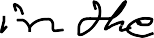 in the